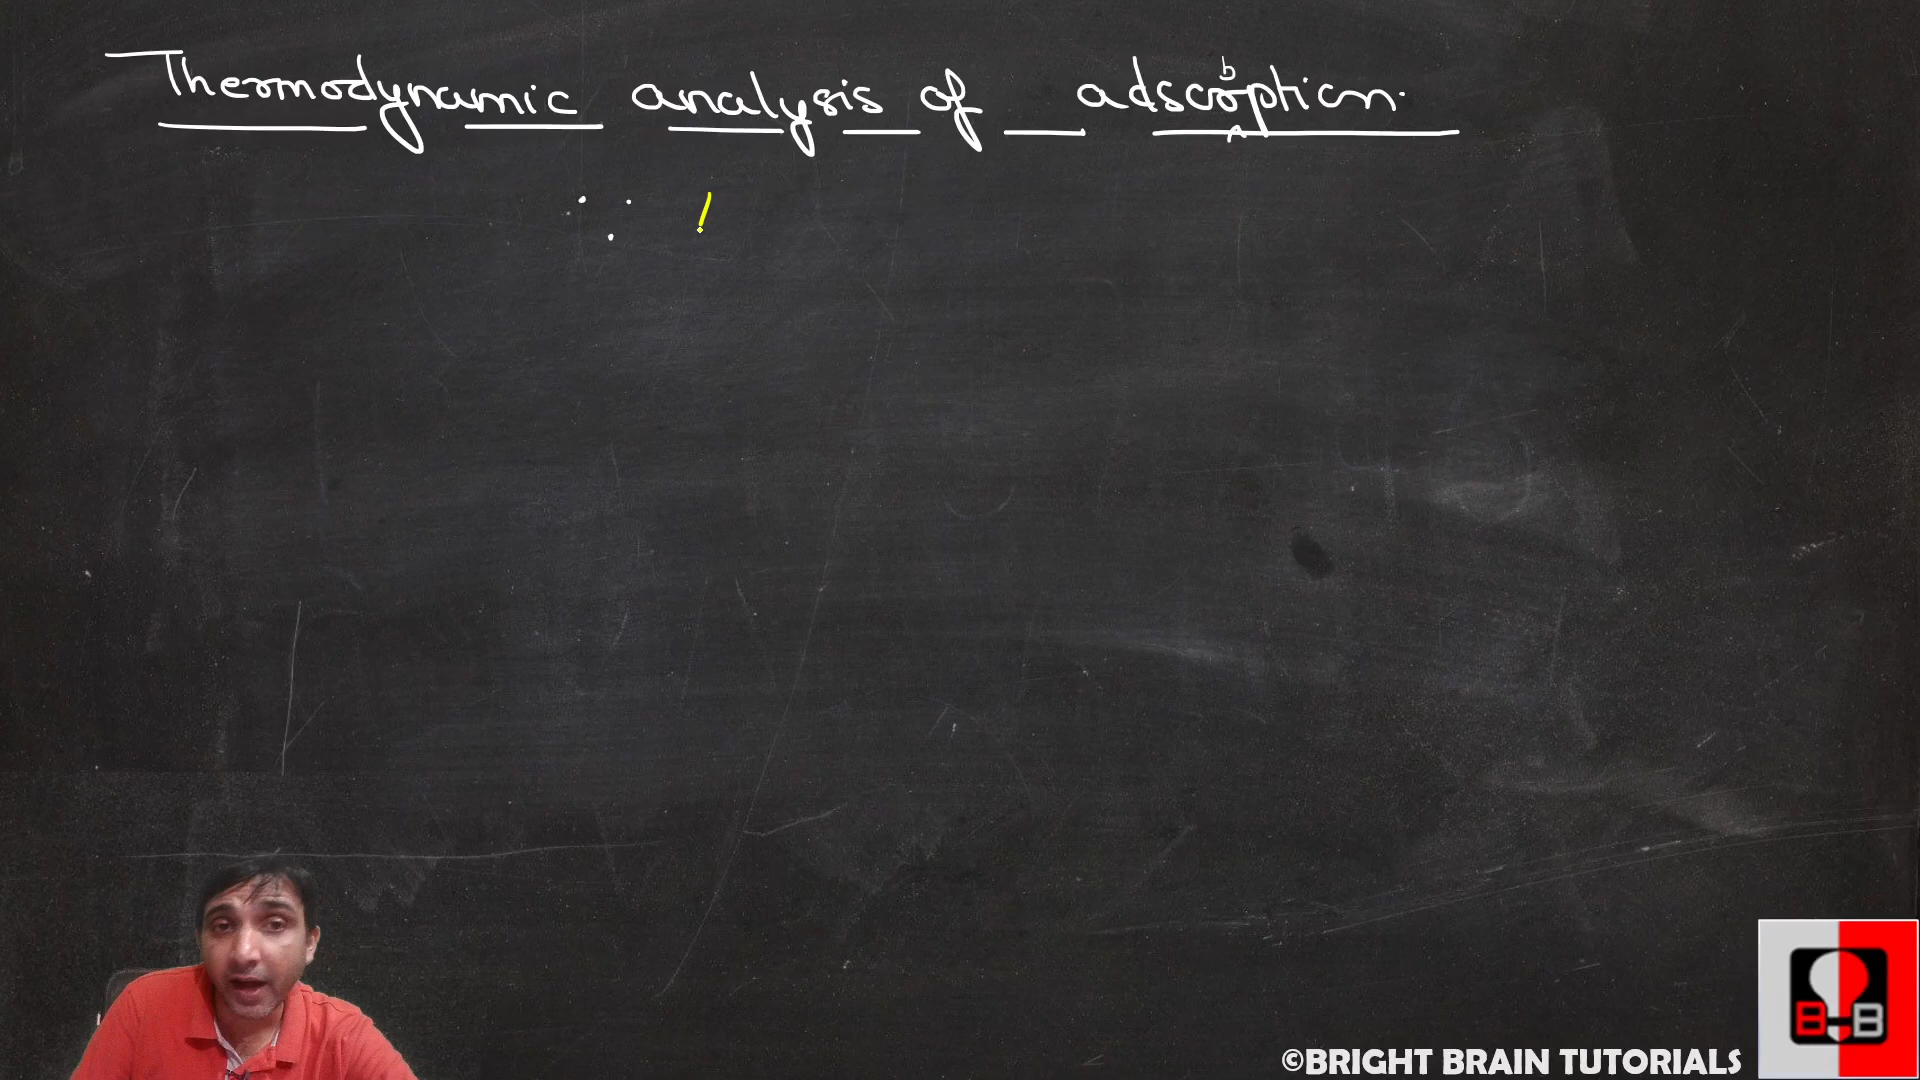 Thermodynamic analysis of adsorption.
∵
B B
©BRIGHT BRAIN TUTORIALS